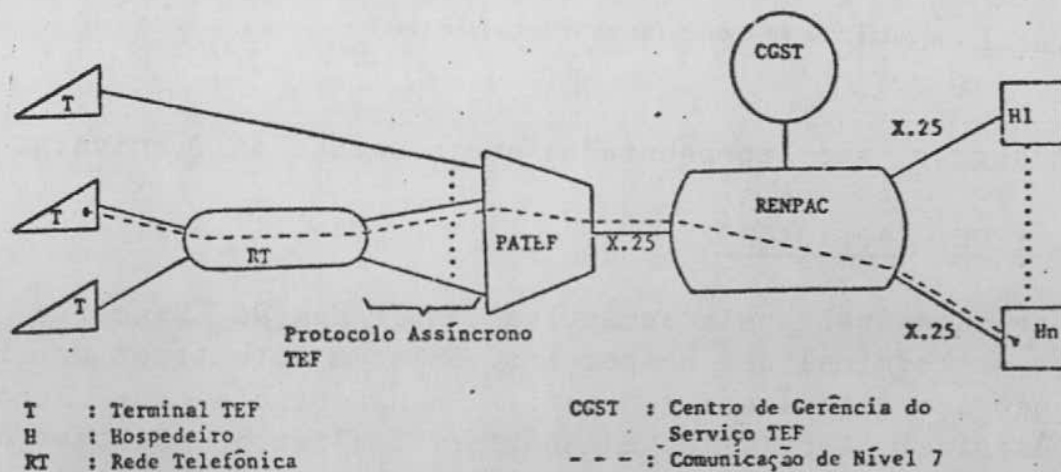 CGST
T
H1
X.25
T
RENPAC
PATEF
RT
X.25
T
Hn
X.25
Protocolo Assíncrono
TEF
T : Terminal TEF
H : Hospedeiro
RT : Rede Telefônica
CGST : Centro de Gerência do
Serviço TEF
- - - - : Comunicação de Nível 7